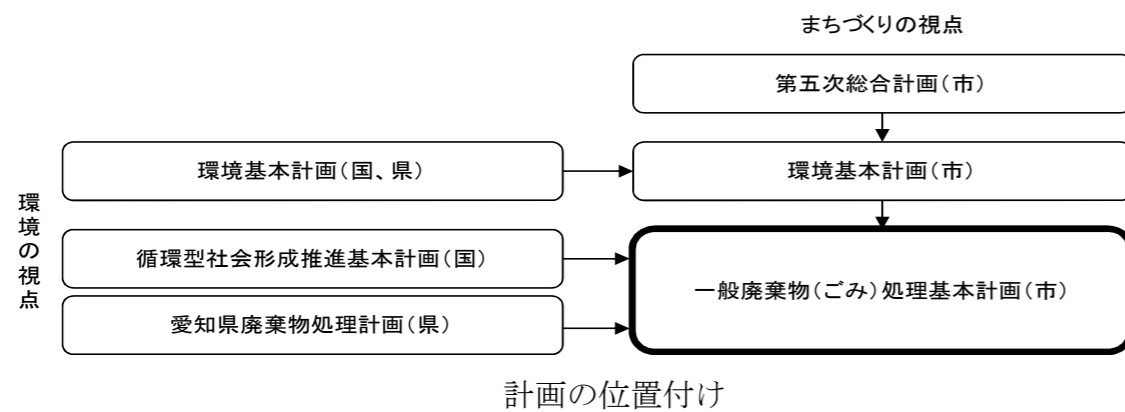 まちづくりの視点
第五次総合計画(市)
環境基本計画(国、県)
環境基本計画(市)
環境の視点
循環型社会形成推進基本計画(国)
一般廃棄物(ごみ)処理基本計画(市)
愛知県廃棄物処理計画(県)
計画の位置付け